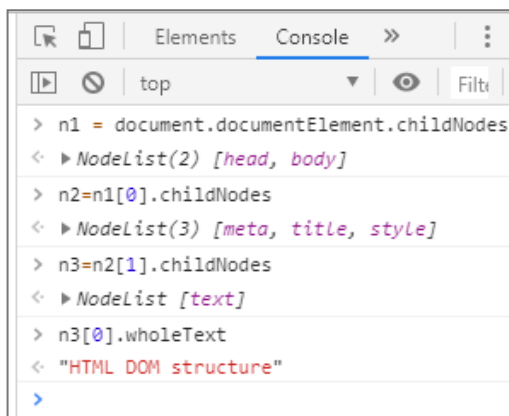 Elements Console »
top Filte
> n1 = document.documentElement.childNodes
NodeList(2) [head, body]
> n2=n1[0].childNodes
NodeList(3) [meta, title, style]
> n3=n2[1].childNodes
NodeList [text]
> n3[0].wholeText
"HTML DOM structure"
>